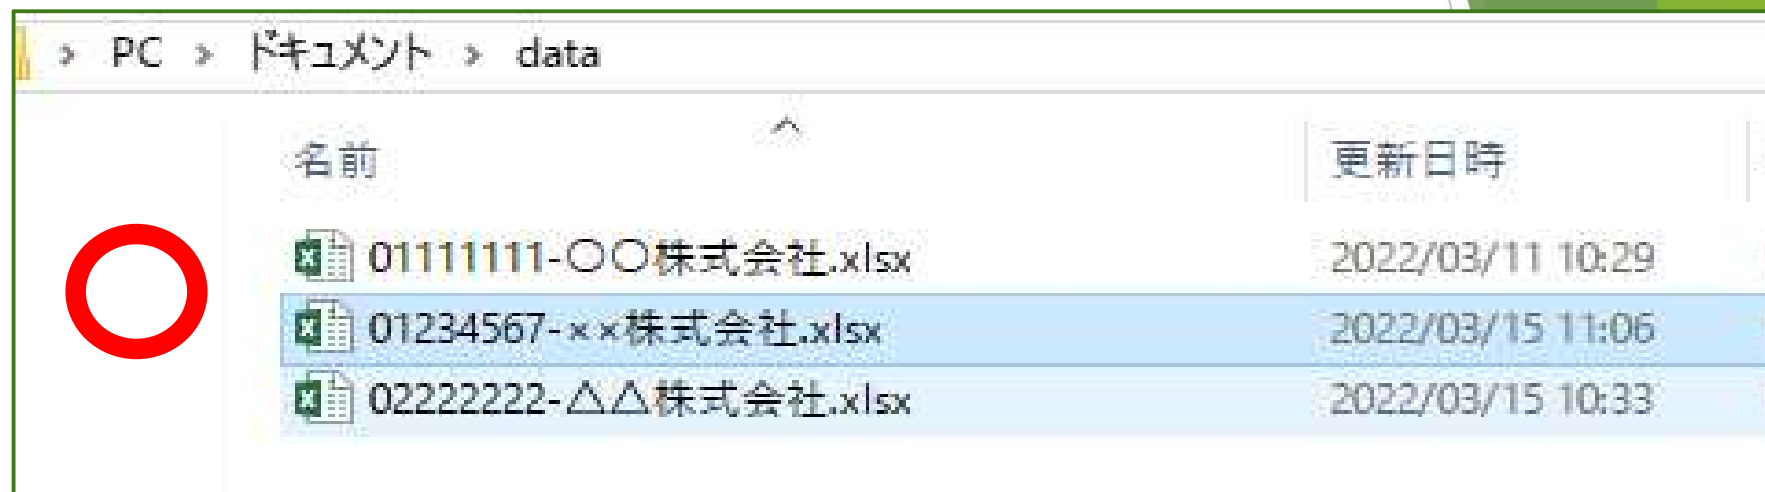 > PC > ドキュメント > data
名前 更新日時
01111111-〇〇株式会社.xlsx 2022/03/11 10:29
01234567-××株式会社.xlsx 2022/03/15 11:06
02222222-△△株式会社.xlsx 2022/03/15 10:33